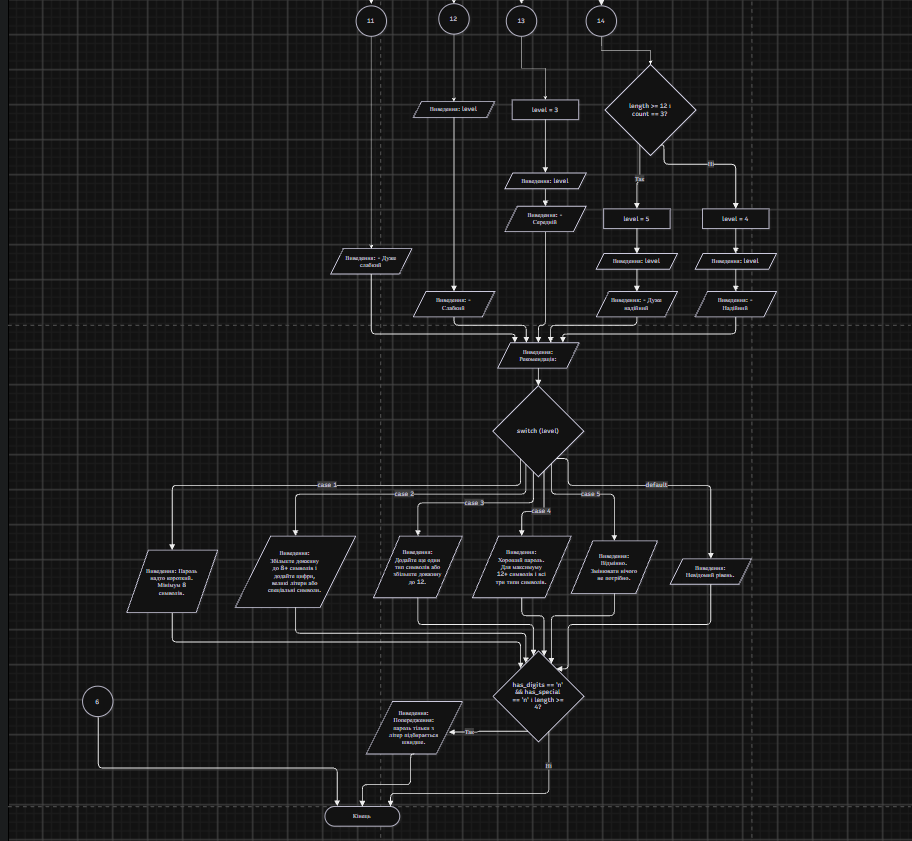 11
12
13
14
length >= 12 і
count == 3?
Виведення: level
level = 3
Так
Ні
Виведення: level
Виведення: -
Середній
level = 5
level = 4
Виведення: - Дуже
слабкий
Виведення: level
Виведення: level
Виведення: -
Слабкий
Виведення: - Дуже
надійний
Виведення: -
Надійний
Виведення:
Рекомендація:
switch (level)
case 1
case 2
case 3
case 4
case 5
default
Виведення: Пароль
надто короткий.
Мінімум 8
символів.
Виведення:
Збільште довжину
до 8+ символів і
додайте цифри,
великі літери або
спеціальні символи.
Виведення:
Додайте ще один
тип символів або
збільште довжину
до 12.
Виведення:
Хороший пароль.
Для максимуму
12+ символів і всі
три типи символів.
Виведення:
Відмінно.
Змінювати нічого
не потрібно.
Виведення:
Невідомий рівень.
has_digits == 'n'
&& has_special
== 'n' і length >=
4?
6
Виведення:
Попередження:
пароль тільки з
літер підбирається
швидше.
Так
Ні
Кінець